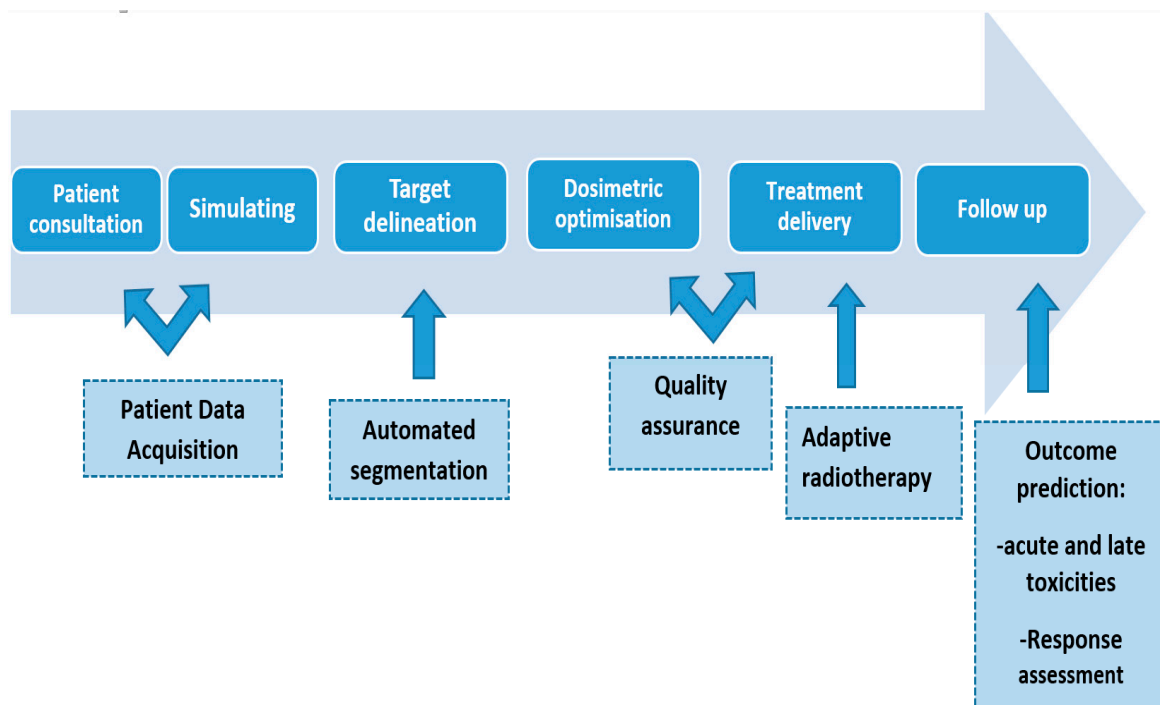 Patient
consultation
Simulating
Target
delineation
Dosimetric
optimisation
Treatment
delivery
Follow up
Patient Data
Acquisition
Automated
segmentation
Quality
assurance
Adaptive
radiotherapy
Outcome
prediction:
-acute and late
toxicities
-Response
assessment